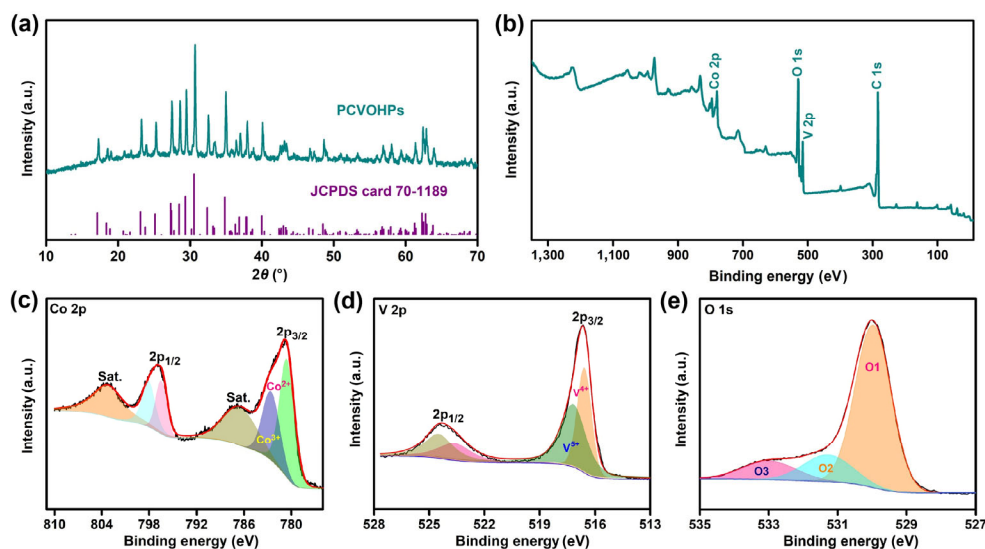 (a)
Intensity (a.u.)
PCVOHPs
JCPDS card 70-1189
10 20 30 40 50 60 70
2θ (°)
(b)
Intensity (a.u.)
Co 2p
O 1s
V 2p
C 1s
1,300 1,100 900 700 500 300 100
Binding energy (eV)
(c)
Co 2p
Intensity (a.u.)
Sat.
2p1/2
Sat.
2p3/2
Co2+
Co3+
810 804 798 792 786 780
Binding energy (eV)
(d)
V 2p
Intensity (a.u.)
2p1/2
2p3/2
V4+
V5+
528 525 522 519 516 513
Binding energy (eV)
(e)
O 1s
Intensity (a.u.)
O1
O2
O3
535 533 531 529 527
Binding energy (eV)